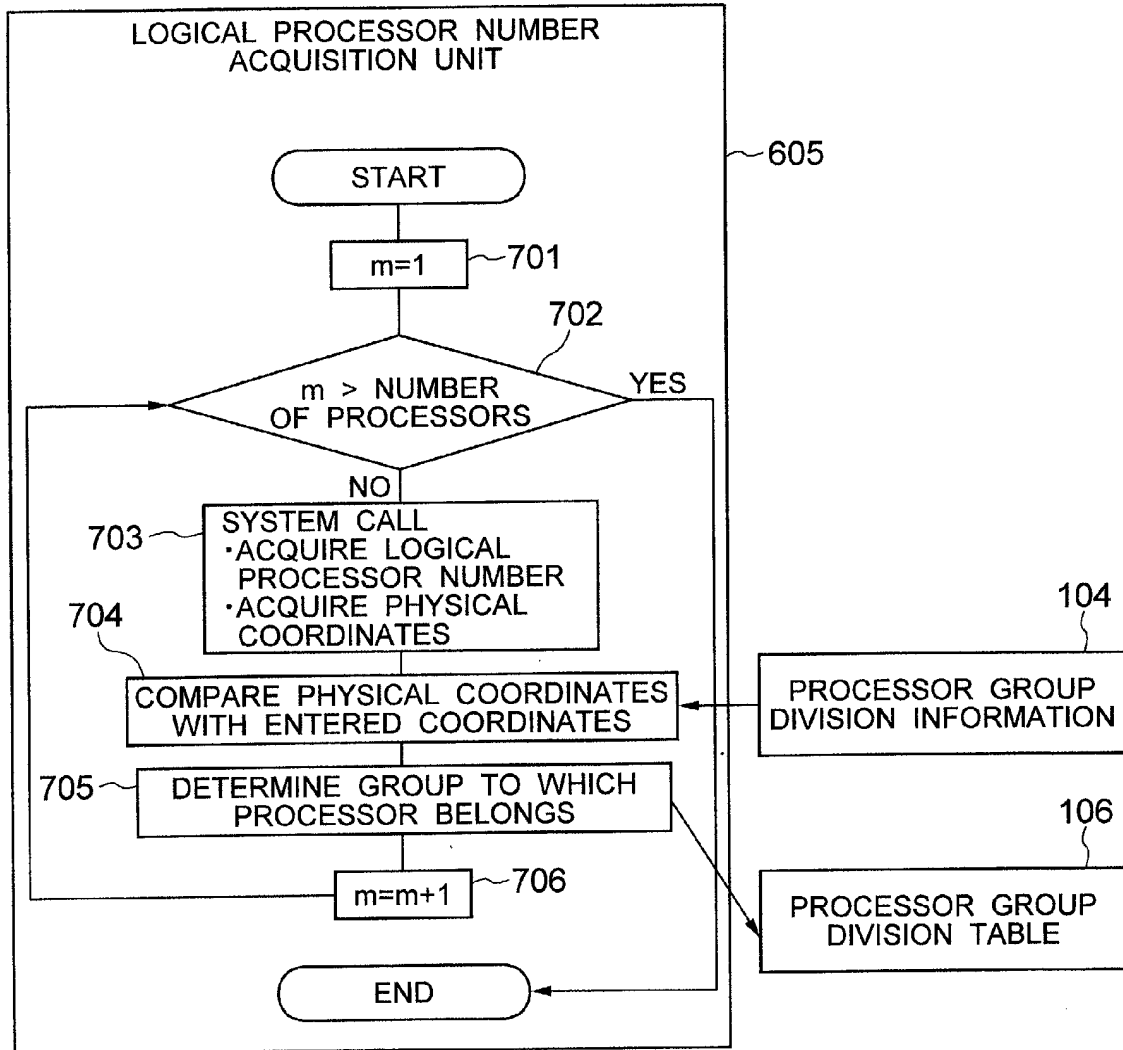 LOGICAL PROCESSOR NUMBER
ACQUISITION UNIT
605
START
m=1
701
702
m > NUMBER
OF PROCESSORS
YES
NO
703
SYSTEM CALL
·ACQUIRE LOGICAL
PROCESSOR NUMBER
·ACQUIRE PHYSICAL
COORDINATES
704
COMPARE PHYSICAL COORDINATES
WITH ENTERED COORDINATES
104
PROCESSOR GROUP
DIVISION INFORMATION
705
DETERMINE GROUP TO WHICH
PROCESSOR BELONGS
106
PROCESSOR GROUP
DIVISION TABLE
m=m+1
706
END